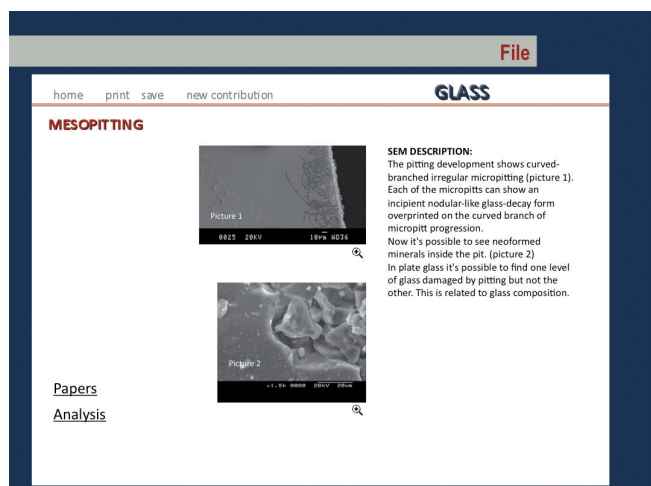 File
home print save new contribution
GLASS
MESOPITTING
Picture 1
0025 20KV 10µm WD36
Picture 2
×1.5k 0000 20kV 20µm
SEM DESCRIPTION:
The pitting development shows curved-
branched irregular micropitting (picture 1).
Each of the micropitts can show an
incipient nodular-like glass-decay form
overprinted on the curved branch of
micropitt progression.
Now it's possible to see neoformed
minerals inside the pit. (picture 2)
In plate glass it's possible to find one level
of glass damaged by pitting but not the
other. This is related to glass composition.
Papers
Analysis